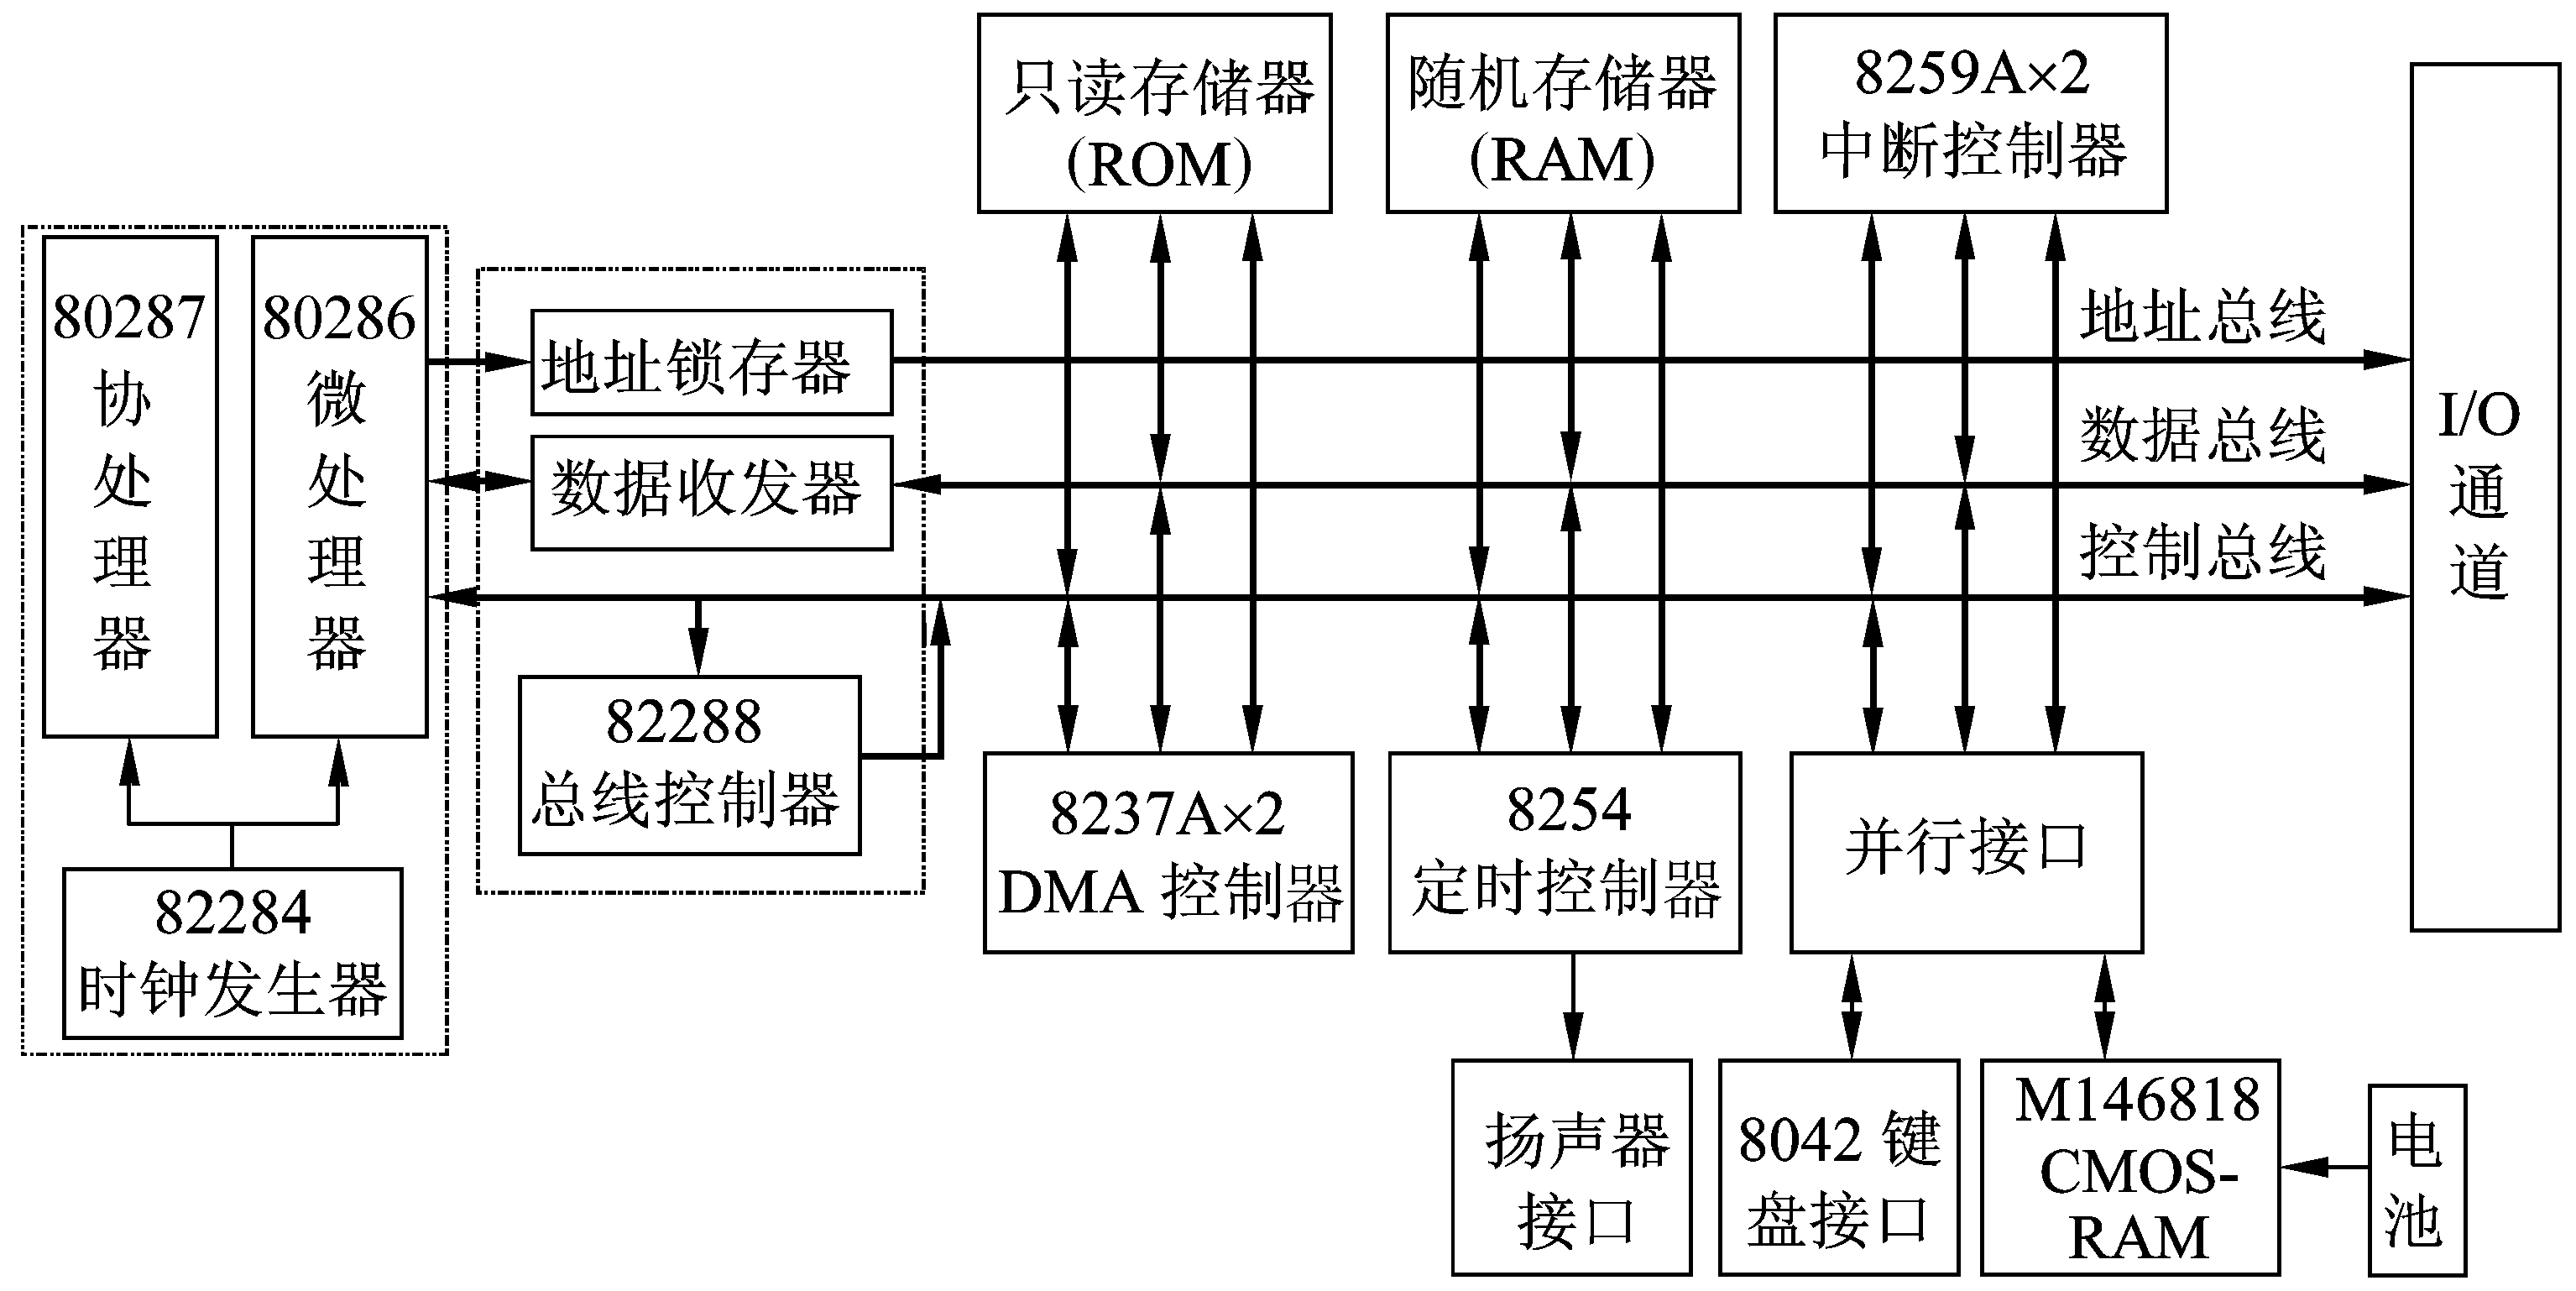 80287
协
处
理
器
80286
微
处
理
器
82284
时钟发生器
地址锁存器
数据收发器
82288
总线控制器
只读存储器
(ROM)
随机存储器
(RAM)
8259A×2
中断控制器
地址总线
数据总线
控制总线
I/O
通
道
8237A×2
DMA 控制器
8254
定时控制器
并行接口
扬声器
接口
8042 键
盘接口
M146818
CMOS-
RAM
电
池